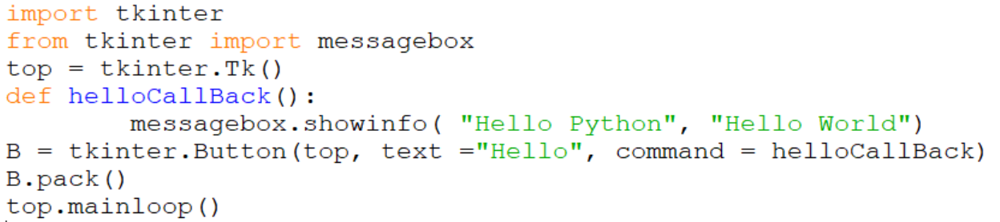 import tkinter
from tkinter import messagebox
top = tkinter.Tk()
def helloCallBack():
        messagebox.showinfo( "Hello Python", "Hello World")
B = tkinter.Button(top, text ="Hello", command = helloCallBack)
B.pack()
top.mainloop()